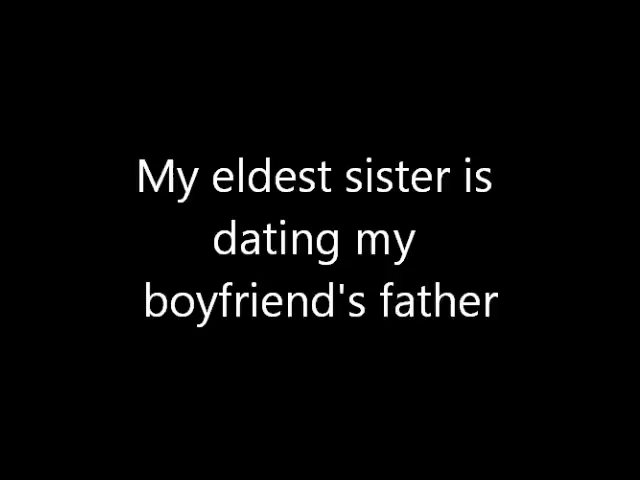 My eldest sister is
dating my
boyfriend's father